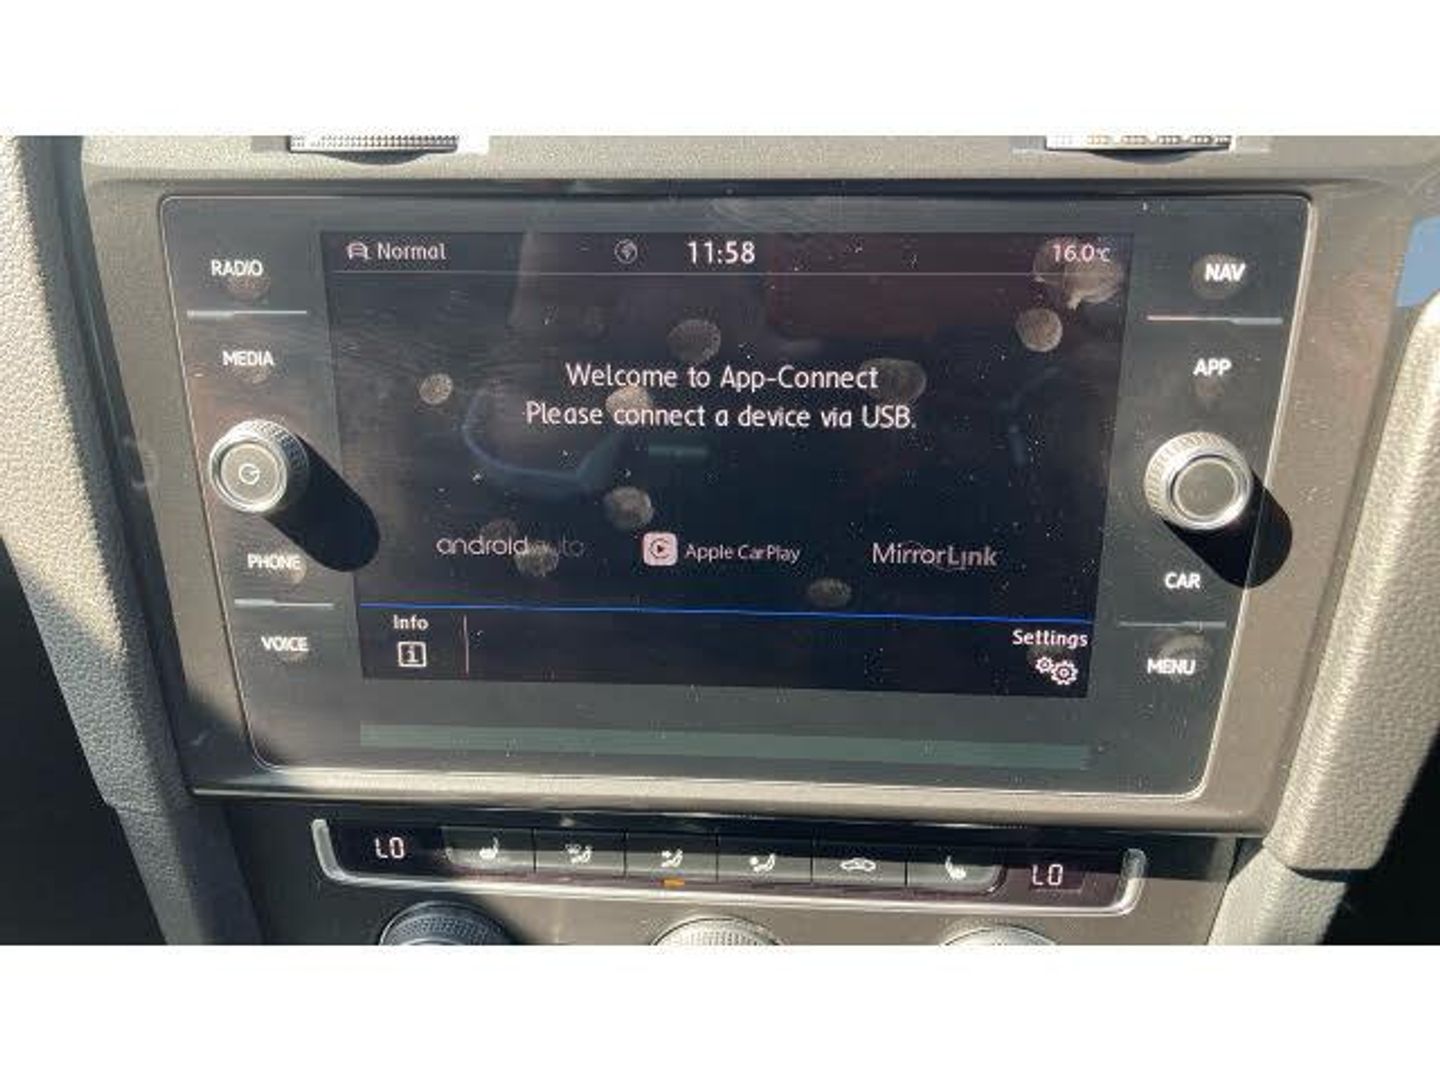 RADIO
MEDIA
PHONE
VOICE
Normal 11:58 16.0°C
Welcome to App-Connect
Please connect a device via USB.
androidauto Apple CarPlay MirrorLink
Info
Settings
NAV
APP
CAR
MENU
LO LO